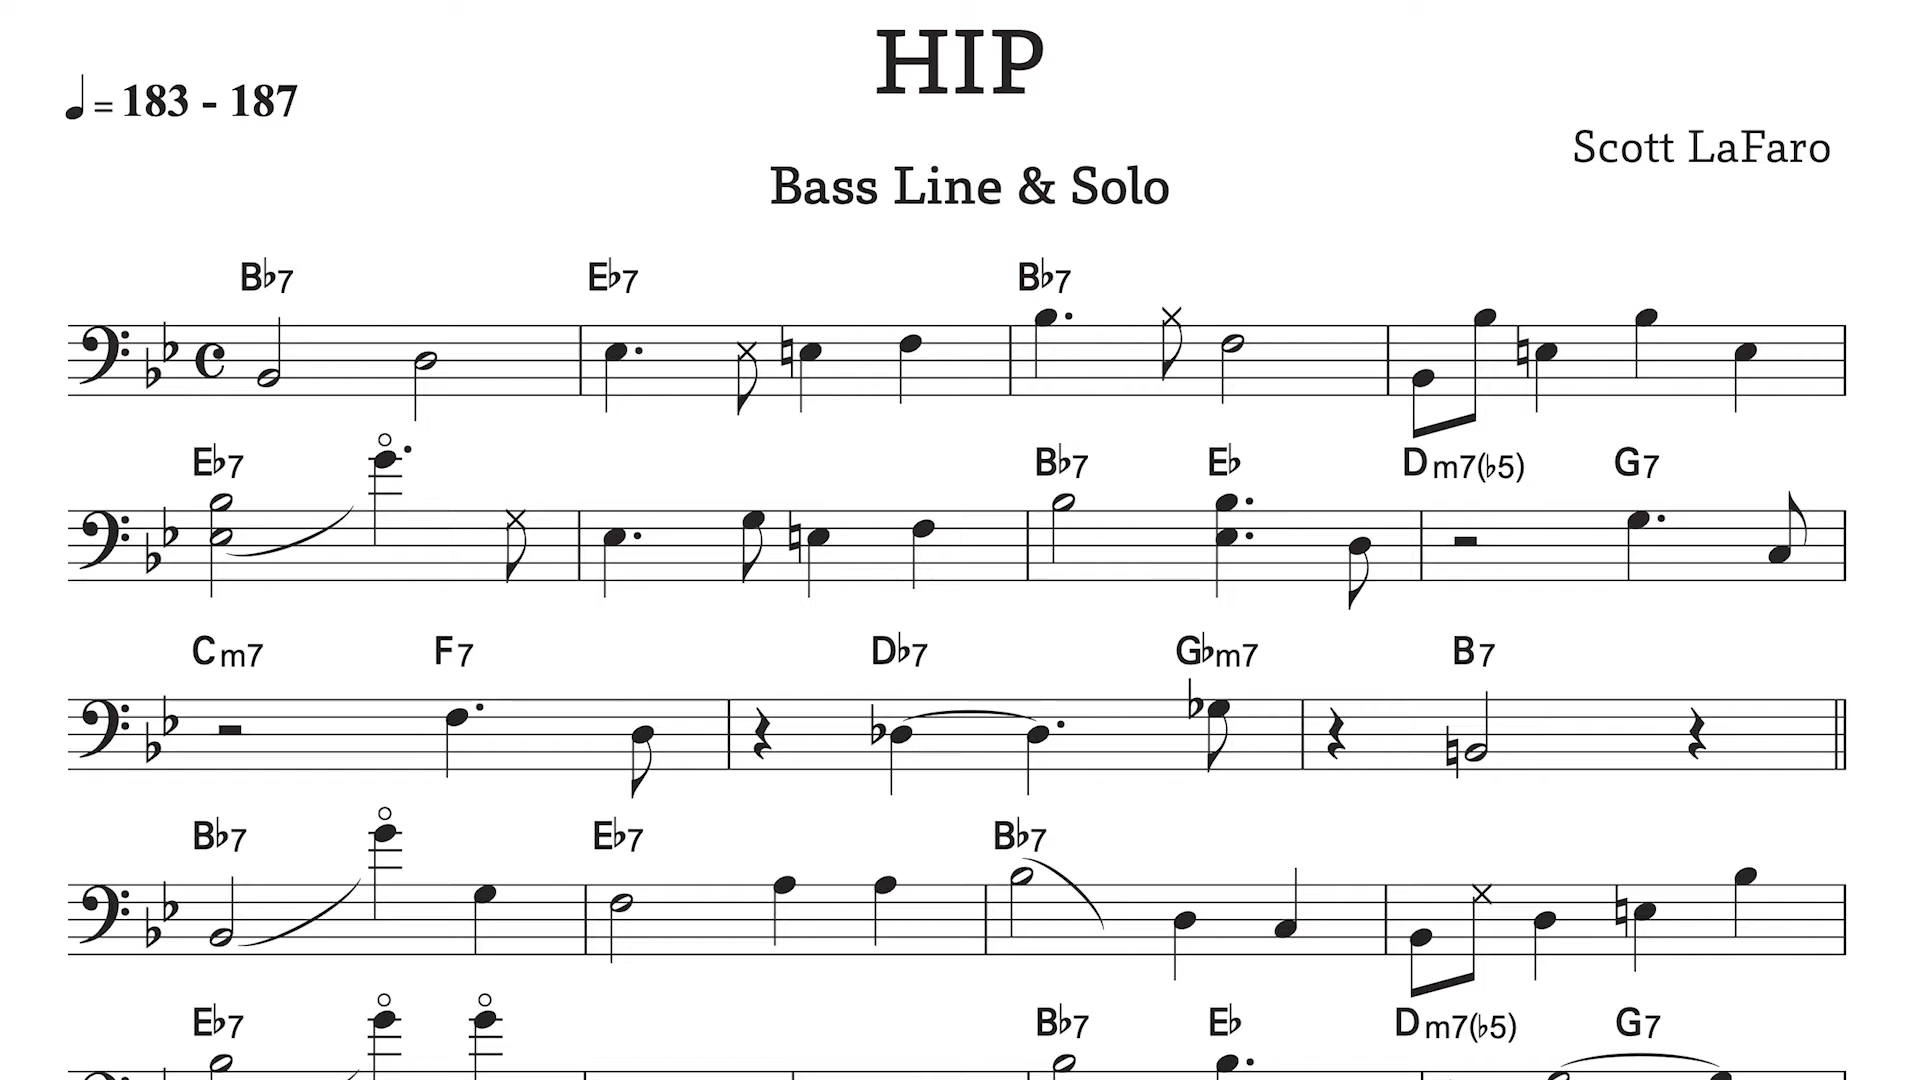 HIP
♩ = 183 - 187
Scott LaFaro
Bass Line & Solo
B♭7 E♭7 B♭7
E♭7 B♭7 E♭ Dm7(♭5) G7
Cm7 F7 D♭7 G♭m7 B7
B♭7 E♭7 B♭7
E♭7 B♭7 E♭ Dm7(♭5) G7